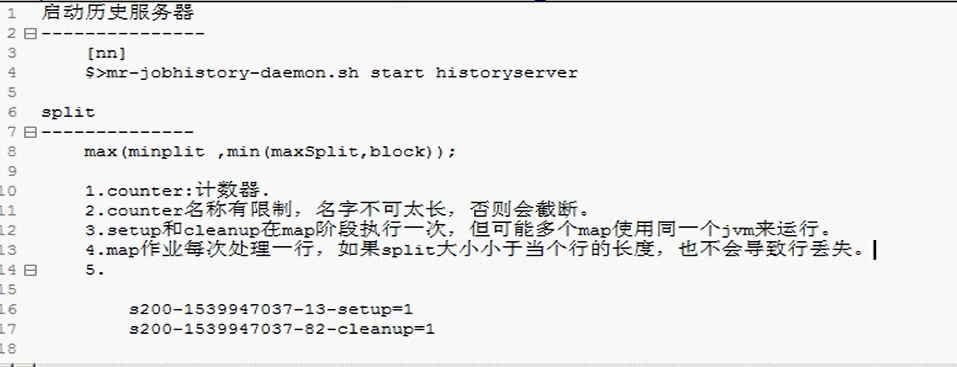 1 启动历史服务器
2 ---------------
3 [nn]
4 $>mr-jobhistory-daemon.sh start historyserver
5
6 split
7 --------------
8 max(minplit ,min(maxSplit,block));
9
10 1.counter:计数器.
11 2.counter名称有限制，名字不可太长，否则会截断。
12 3.setup和cleanup在map阶段执行一次，但可能多个map使用同一个jvm来运行。
13 4.map作业每次处理一行，如果split大小小于当个行的长度，也不会导致行丢失。
14 5.
15
16 s200-1539947037-13-setup=1
17 s200-1539947037-82-cleanup=1
18